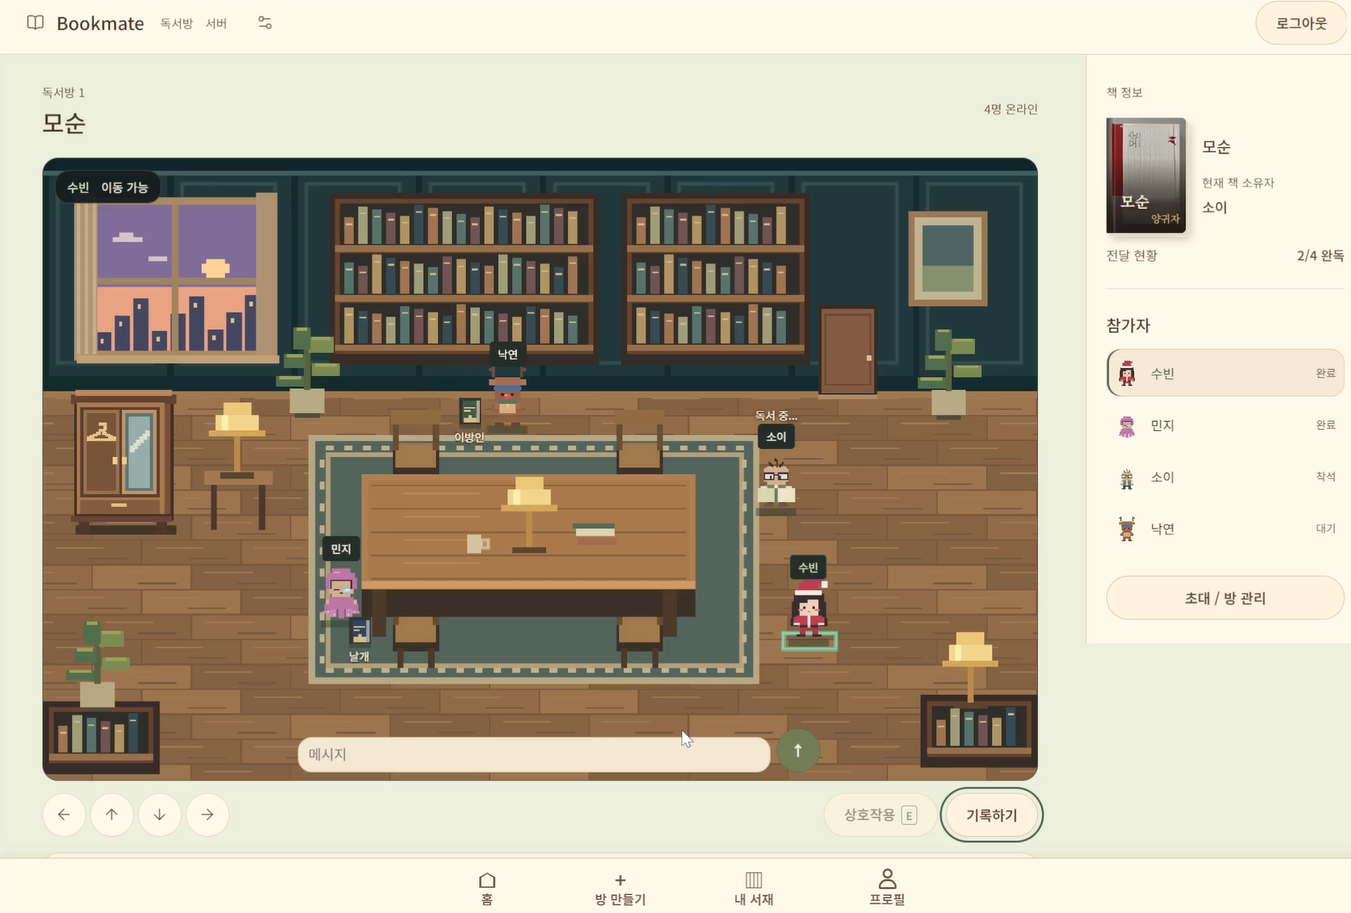 Bookmate 독서방 서버
로그아웃
독서방 1
모순
4명 온라인
수빈 이동 가능
낙연
이방인
독서 중...
소이
민지
날개
수빈
메시지
상호작용 E
기록하기
책 정보
모순
양귀자
모순
현재 책 소유자
소이
전달 현황 2/4 완독
참가자
수빈 완료
민지 완료
소이 착석
낙연 대기
초대 / 방 관리
홈
방 만들기
내 서재
프로필